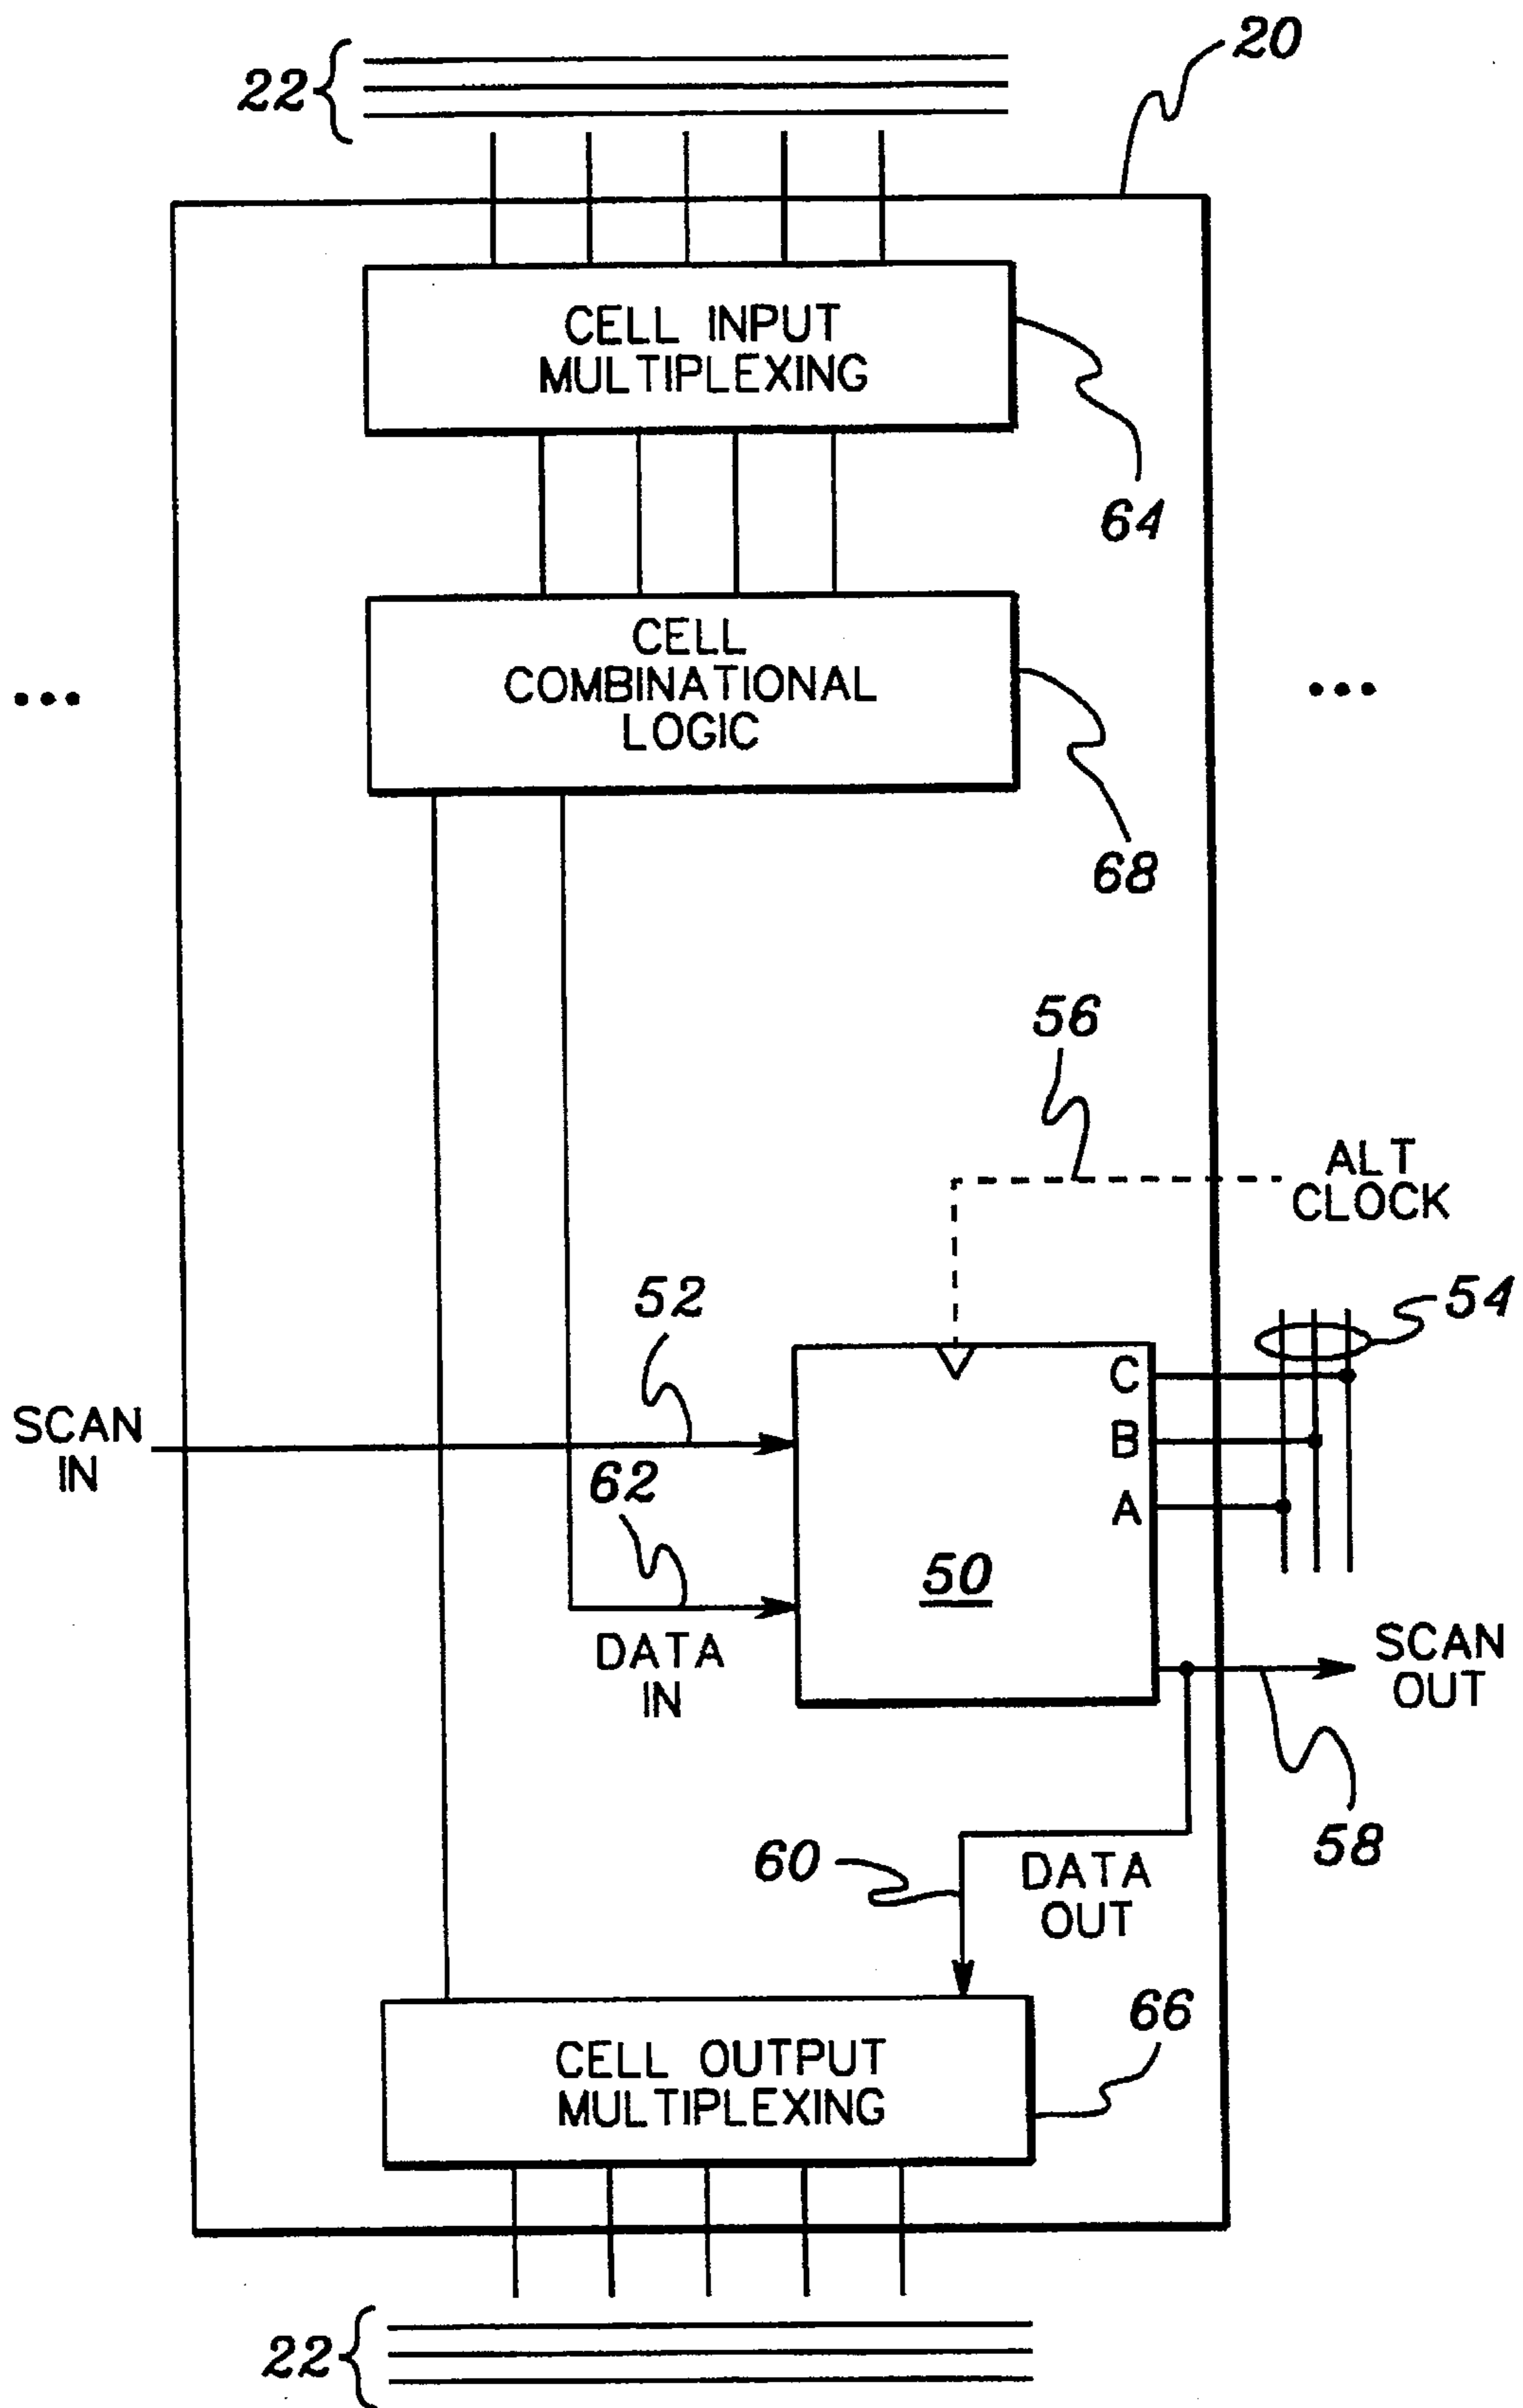 20
22
CELL INPUT
MULTIPLEXING
64
CELL
COMBINATIONAL
LOGIC
...
...
68
56
ALT
CLOCK
52
54
C
SCAN
IN
B
62
A
50
DATA
IN
SCAN
OUT
58
60
DATA
OUT
66
CELL OUTPUT
MULTIPLEXING
22